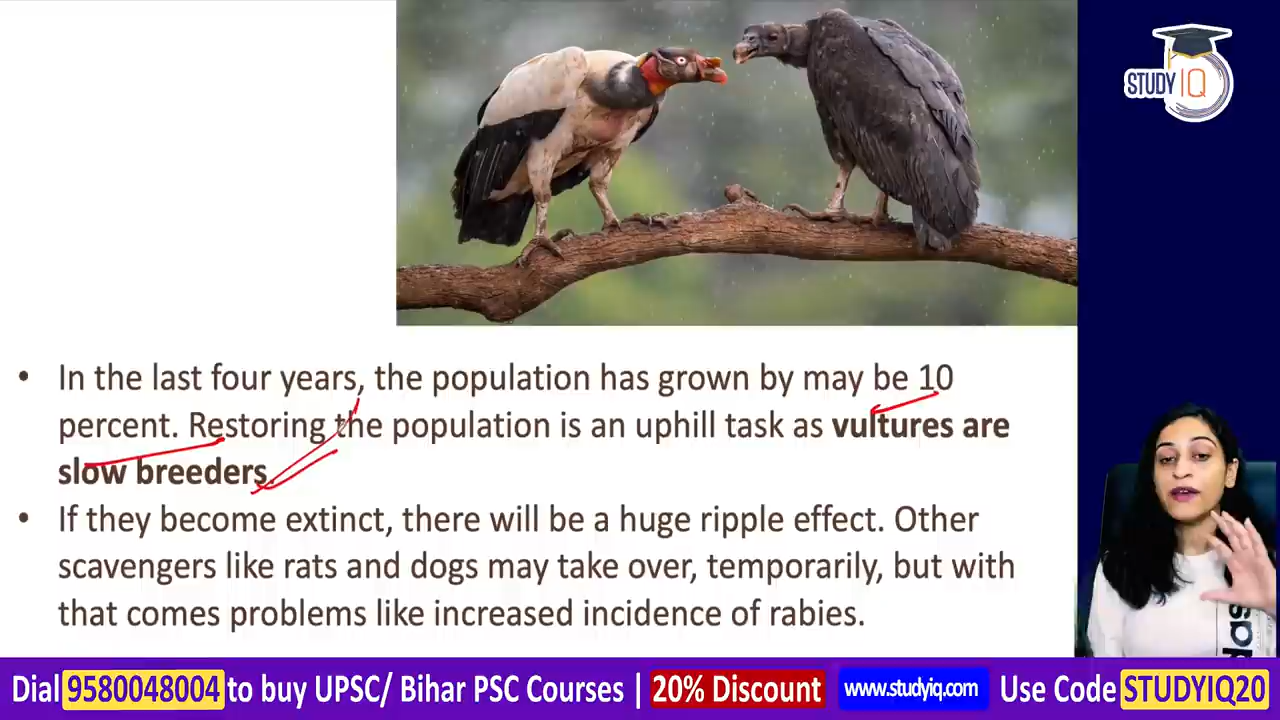 STUDY IQ
• In the last four years, the population has grown by may be 10
percent. Restoring the population is an uphill task as vultures are
slow breeders.
• If they become extinct, there will be a huge ripple effect. Other
scavengers like rats and dogs may take over, temporarily, but with
that comes problems like increased incidence of rabies.
Dial 9580048004 to buy UPSC/ Bihar PSC Courses | 20% Discount www.studyiq.com Use Code STUDYIQ20